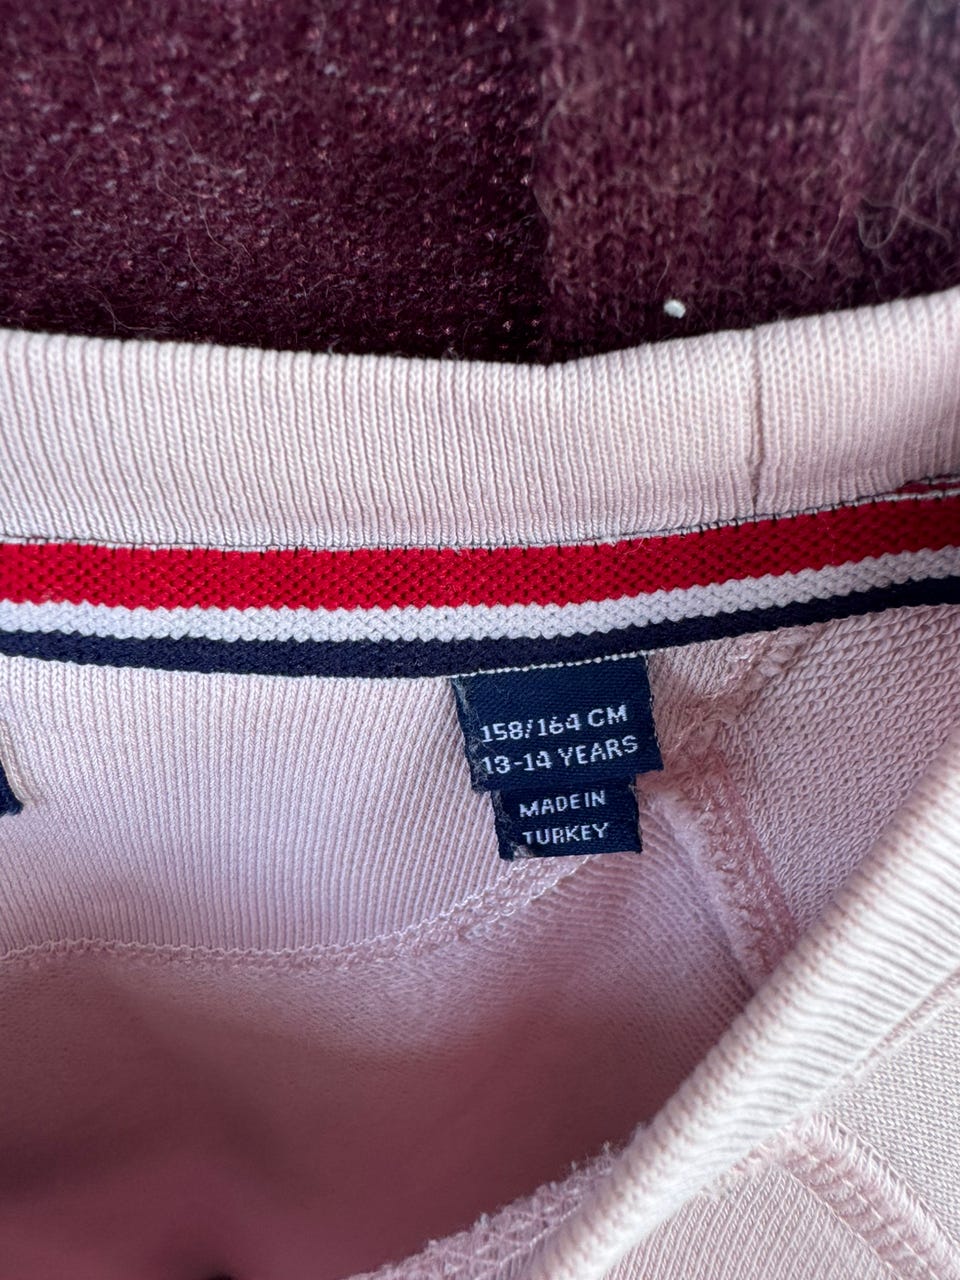 158/164 CM
13-14 YEARS
MADE IN
TURKEY